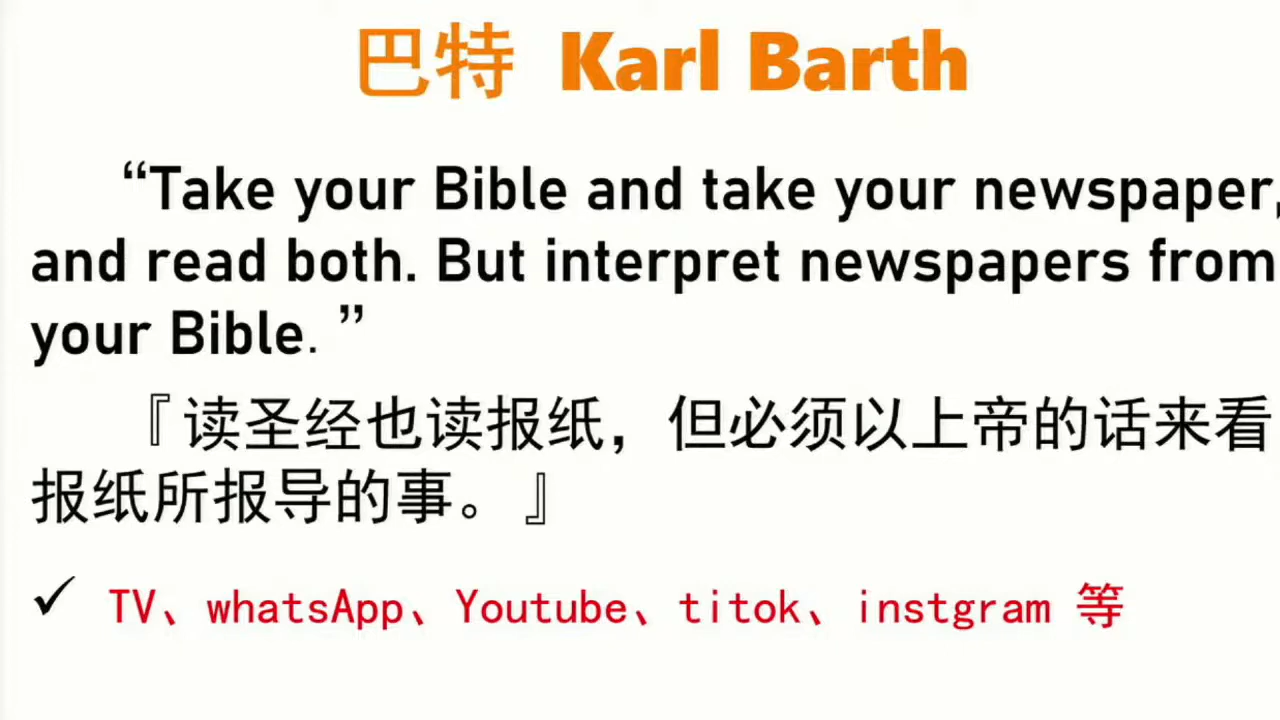 巴特 Karl Barth
“Take your Bible and take your newspaper,
and read both. But interpret newspapers from
your Bible. ”
『读圣经也读报纸，但必须以上帝的话来看
报纸所报导的事。』
✓ TV、whatsApp、Youtube、titok、instgram 等